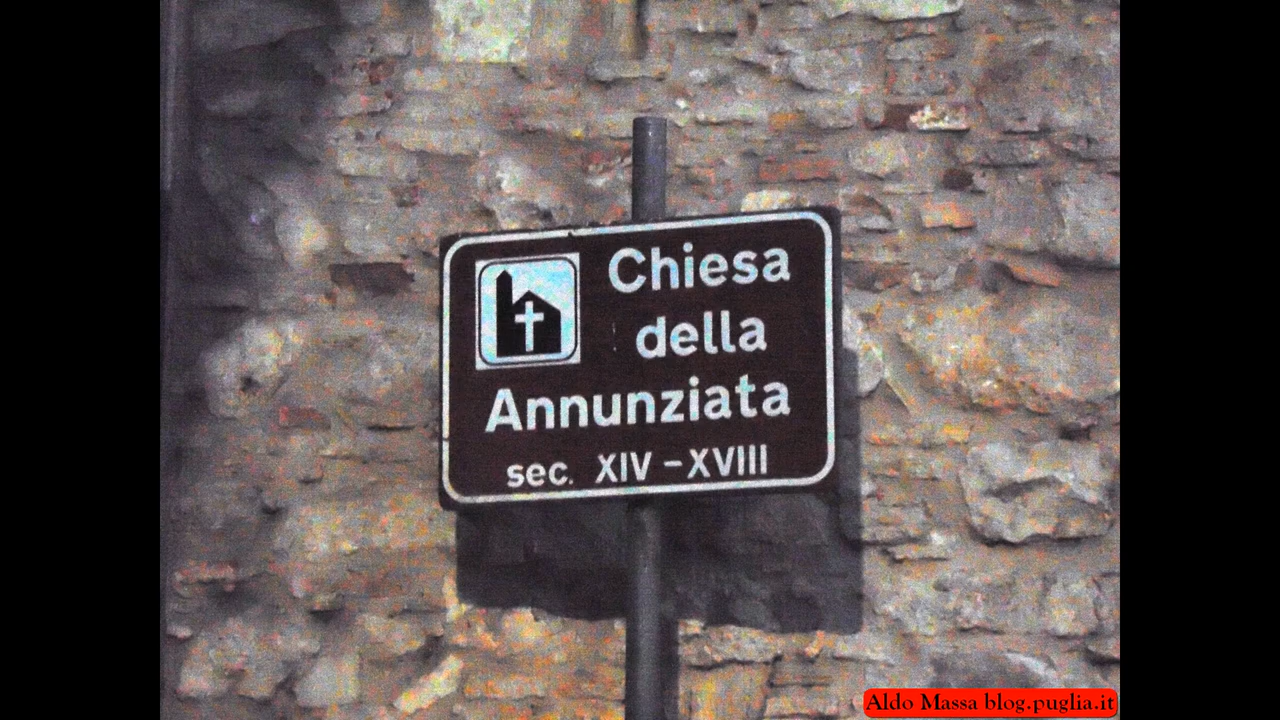 Chiesa
della
Annunziata
sec. XIV - XVIII
Aldo Massa blog.puglia.it